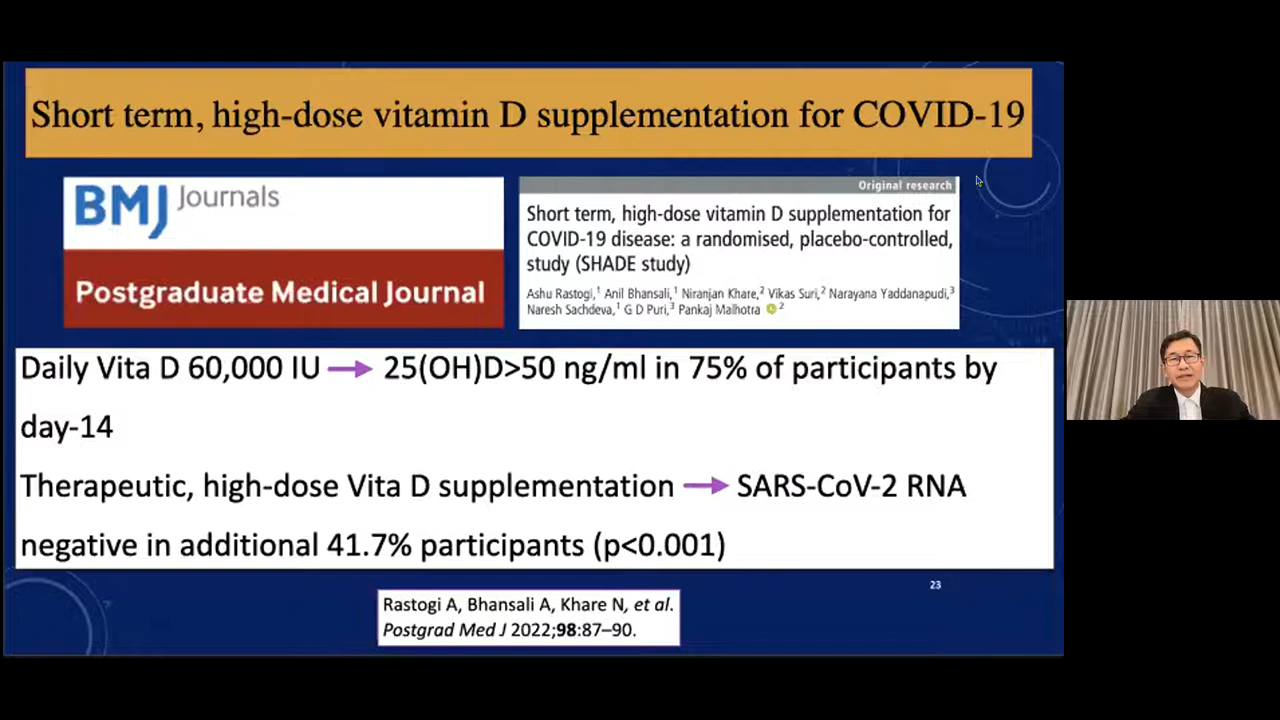 Short term, high-dose vitamin D supplementation for COVID-19
BMJ Journals
Postgraduate Medical Journal
Original research
Short term, high-dose vitamin D supplementation for
COVID-19 disease: a randomised, placebo-controlled,
study (SHADE study)
Ashu Rastogi,¹ Anil Bhansali,¹ Niranjan Khare,² Vikas Suri,² Narayana Yaddanapudi,³
Naresh Sachdeva,¹ G D Puri,³ Pankaj Malhotra ²
Daily Vita D 60,000 IU → 25(OH)D>50 ng/ml in 75% of participants by
day-14
Therapeutic, high-dose Vita D supplementation → SARS-CoV-2 RNA
negative in additional 41.7% participants (p<0.001)
23
Rastogi A, Bhansali A, Khare N, et al.
Postgrad Med J 2022;98:87–90.